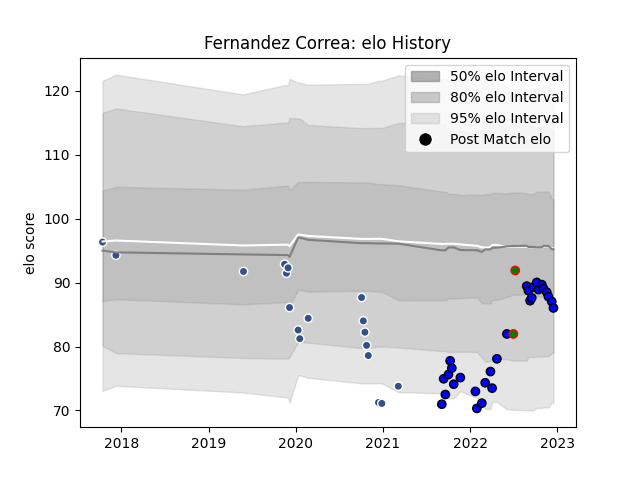 Fernandez Correa: elo History
50% elo Interval
80% elo Interval
95% elo Interval
Post Match elo
elo score
120
110
100
90
80
70
2018 2019 2020 2021 2022 2023